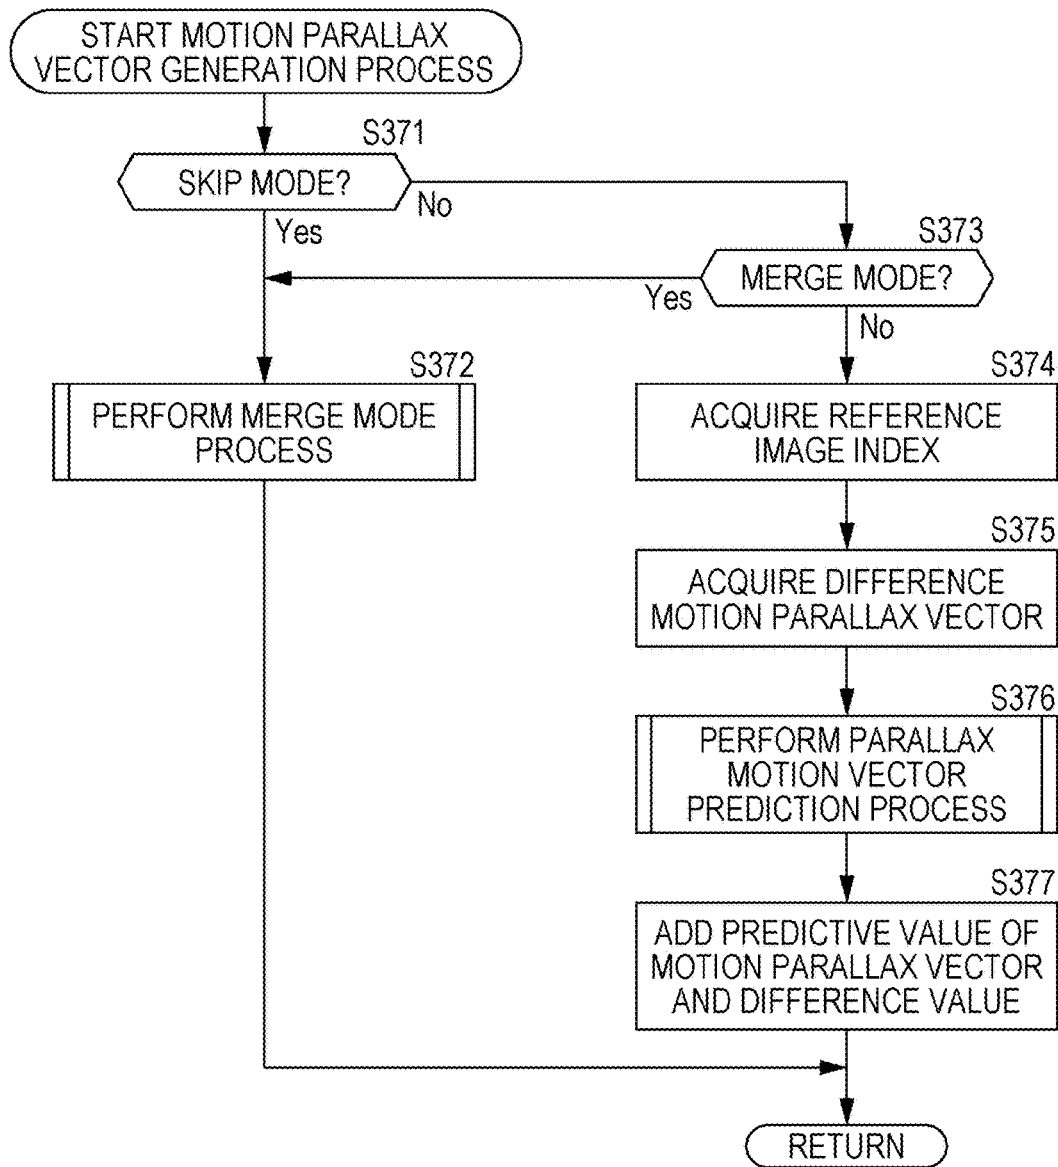 START MOTION PARALLAX
VECTOR GENERATION PROCESS
S371
SKIP MODE?
No
Yes
S373
MERGE MODE?
Yes
No
S372
PERFORM MERGE MODE
PROCESS
S374
ACQUIRE REFERENCE
IMAGE INDEX
S375
ACQUIRE DIFFERENCE
MOTION PARALLAX VECTOR
S376
PERFORM PARALLAX
MOTION VECTOR
PREDICTION PROCESS
S377
ADD PREDICTIVE VALUE OF
MOTION PARALLAX VECTOR
AND DIFFERENCE VALUE
RETURN